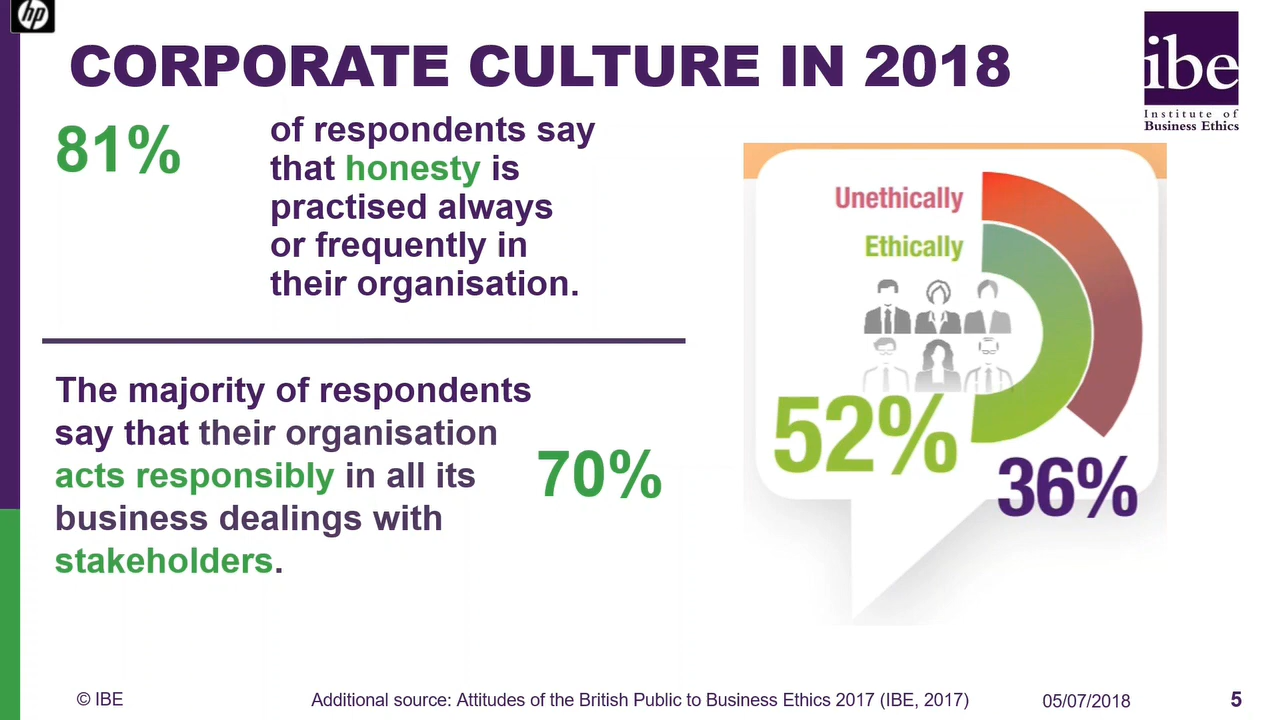 hp
CORPORATE CULTURE IN 2018
ibe
Institute of
Business Ethics
81%
of respondents say
that honesty is
practised always
or frequently in
their organisation.
The majority of respondents
say that their organisation
acts responsibly in all its
business dealings with
stakeholders.
70%
Unethically
Ethically
52%
36%
© IBE
Additional source: Attitudes of the British Public to Business Ethics 2017 (IBE, 2017)
05/07/2018
5